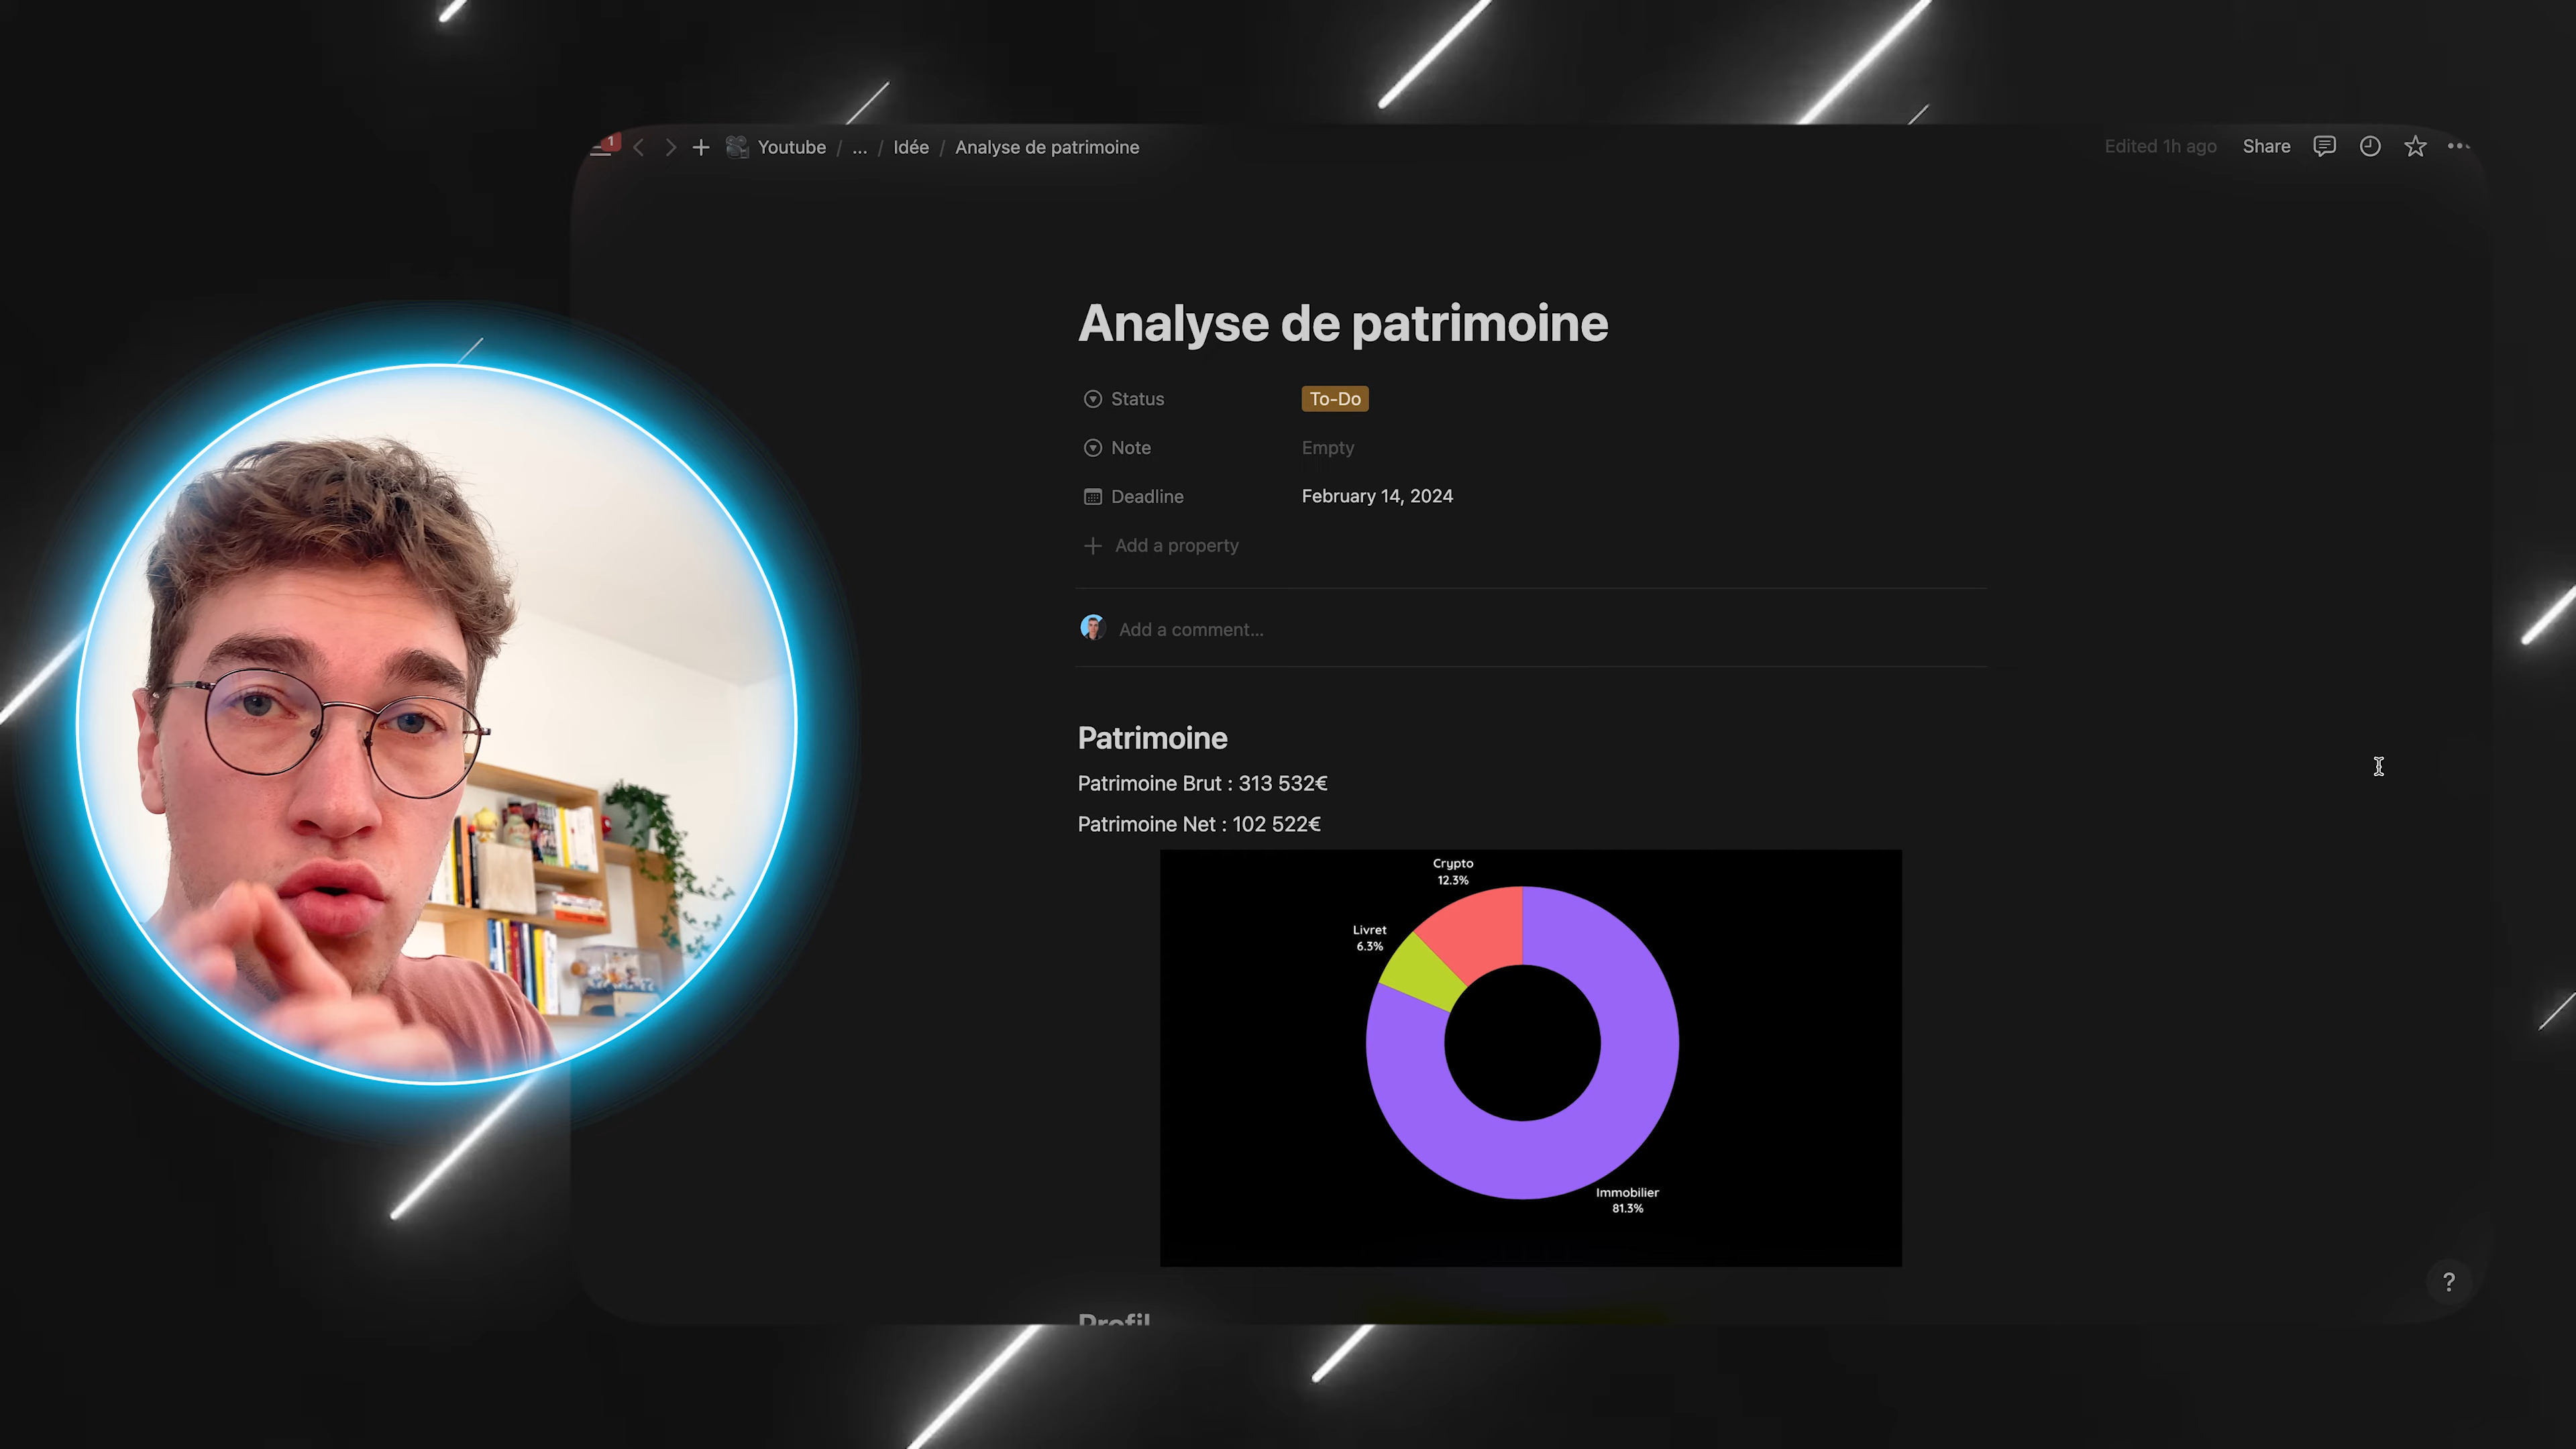 1
Youtube / ... / Idée / Analyse de patrimoine
Edited 1h ago Share
Analyse de patrimoine
Status To-Do
Note Empty
Deadline February 14, 2024
Add a property
Add a comment...
Patrimoine
Patrimoine Brut : 313 532€
Patrimoine Net : 102 522€
Crypto
12.3%
Livret
6.3%
Immobilier
81.3%
Profil
?